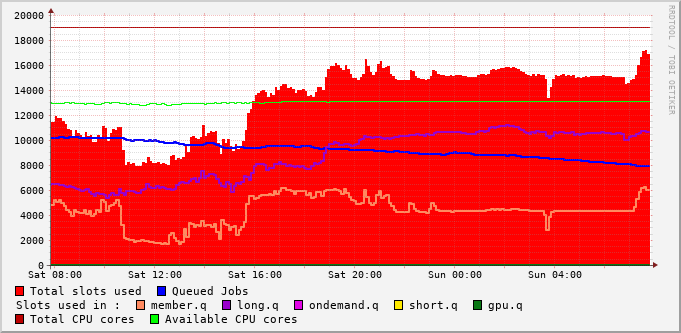 20000
18000
16000
14000
12000
10000
8000
6000
4000
2000
0
Sat 08:00 Sat 12:00 Sat 16:00 Sat 20:00 Sun 00:00 Sun 04:00
Total slots used Queued Jobs
Slots used in : member.q long.q ondemand.q short.q gpu.q
Total CPU cores Available CPU cores
RRDTOOL / TOBI OETIKER